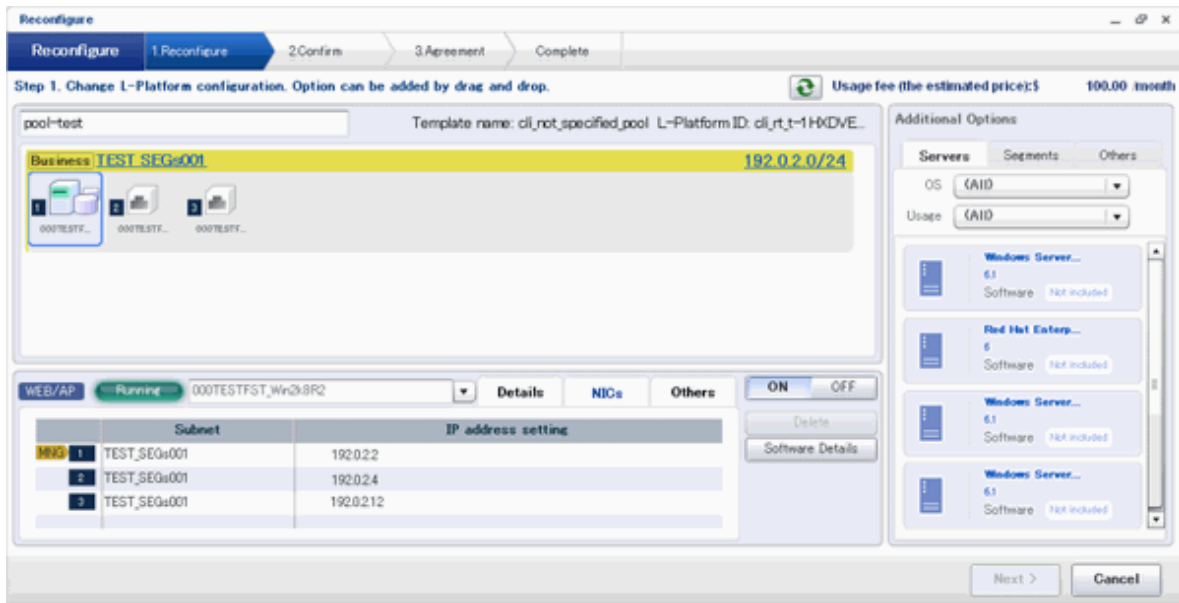 Reconfigure
Reconfigure 1.Reconfigure 2.Confirm 3.Agreement Complete
Step 1. Change L-Platform configuration. Option can be added by drag and drop. Usage fee (the estimated price):$ 100.00 /month
pool-test Template name: cli_not_specified_pool L-Platform ID: cli_rt_t-1HXDVE...
Business TEST_SEGs001 192.0.2.0/24
1 2 3
000TESTF... 000TESTF... 000TESTF...
Additional Options
Servers Segments Others
OS (All)
Usage (All)
Windows Server...
6.1
Software Not included
Red Hat Enterp...
6
Software Not included
Windows Server...
6.1
Software Not included
Windows Server...
6.1
Software Not included
WEB/AP Running 000TESTFST_Win2k8R2 Details NICs Others ON OFF
Delete
Software Details
Subnet IP address setting
MNG 1 TEST_SEGs001 192.0.2.2
2 TEST_SEGs001 192.0.2.4
3 TEST_SEGs001 192.0.2.12
Next > Cancel